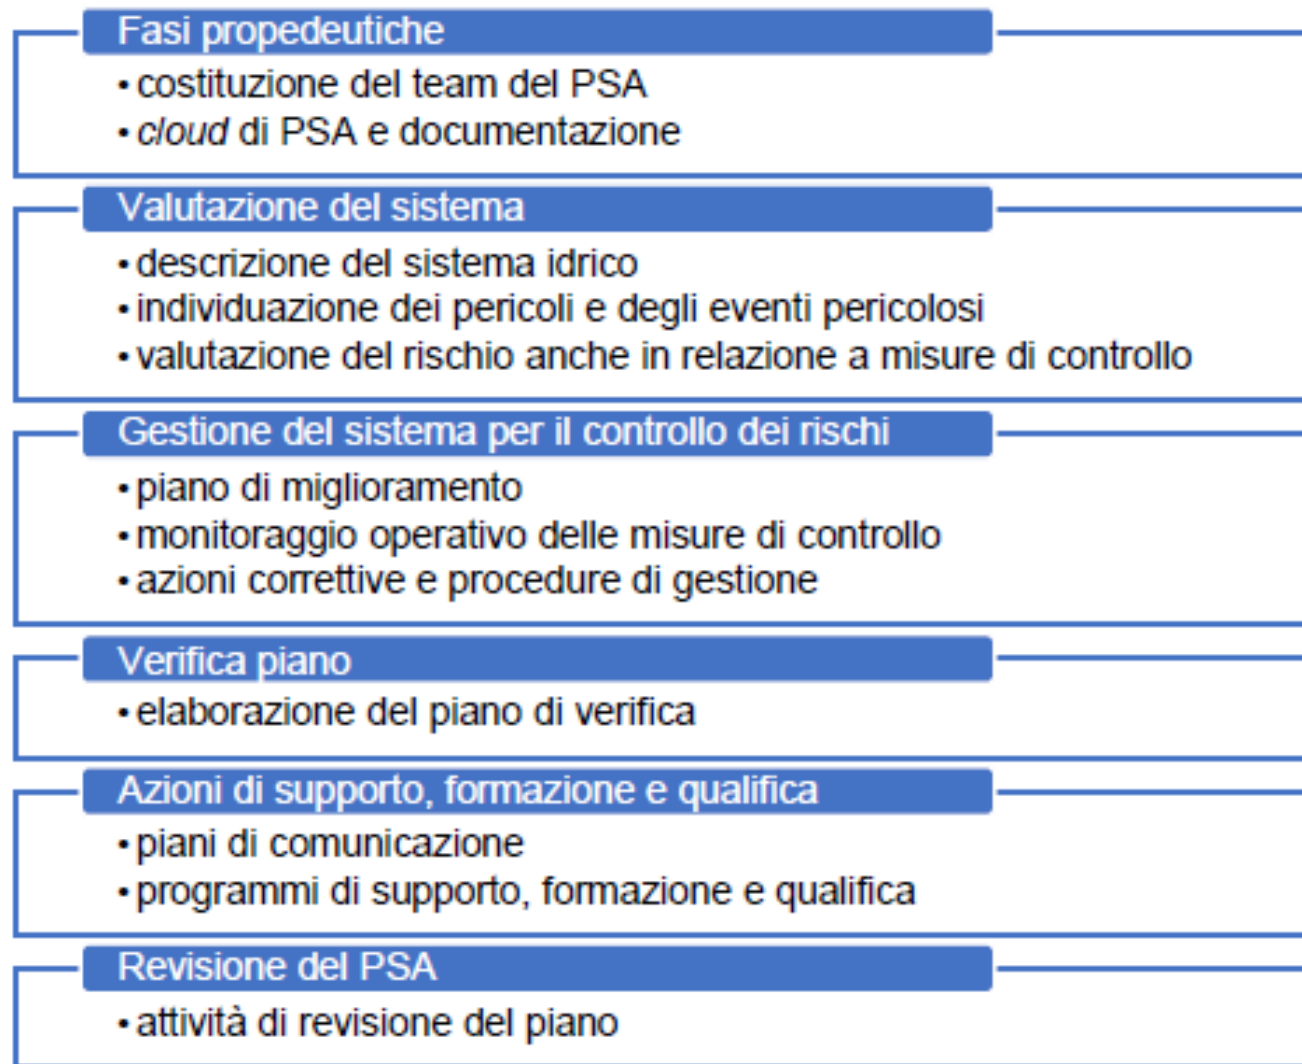 Fasi propedeutiche
• costituzione del team del PSA
• cloud di PSA e documentazione
Valutazione del sistema
• descrizione del sistema idrico
• individuazione dei pericoli e degli eventi pericolosi
• valutazione del rischio anche in relazione a misure di controllo
Gestione del sistema per il controllo dei rischi
• piano di miglioramento
• monitoraggio operativo delle misure di controllo
• azioni correttive e procedure di gestione
Verifica piano
• elaborazione del piano di verifica
Azioni di supporto, formazione e qualifica
• piani di comunicazione
• programmi di supporto, formazione e qualifica
Revisione del PSA
• attività di revisione del piano